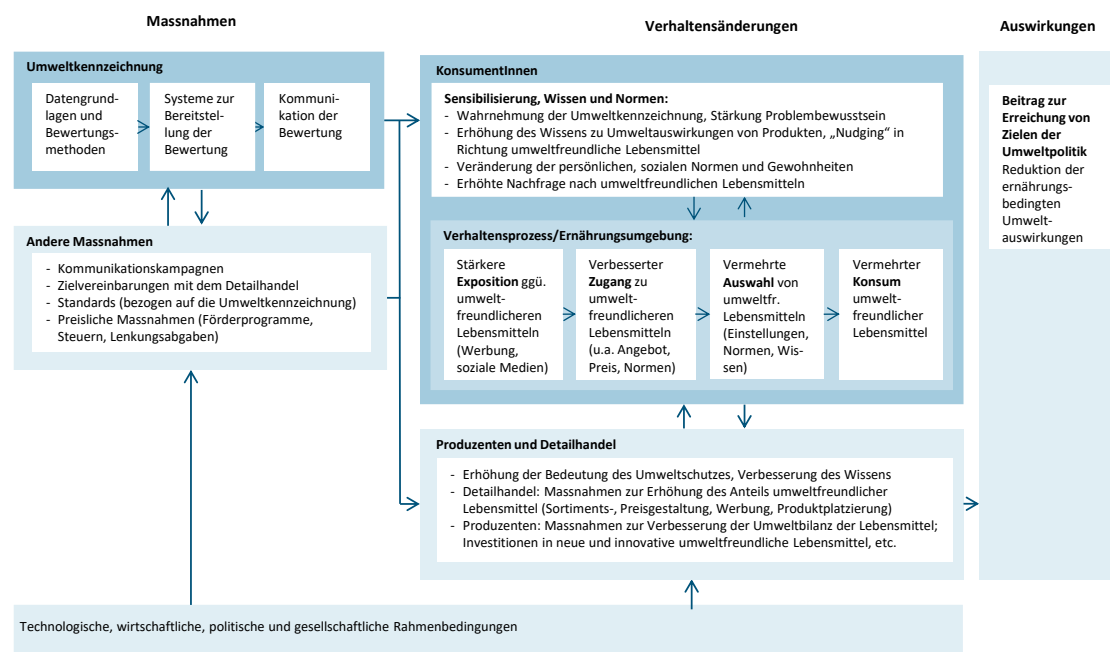 Massnahmen
Verhaltensänderungen
Auswirkungen
Umweltkennzeichnung
Datengrund-
lagen und
Bewertungs-
methoden
Systeme zur
Bereitstel-
lung der
Bewertung
Kommuni-
kation der
Bewertung
Andere Massnahmen
- Kommunikationskampagnen
- Zielvereinbarungen mit dem Detailhandel
- Standards (bezogen auf die Umweltkennzeichnung)
- Preisliche Massnahmen (Förderprogramme,
Steuern, Lenkungsabgaben)
KonsumentInnen
Sensibilisierung, Wissen und Normen:
- Wahrnehmung der Umweltkennzeichnung, Stärkung Problembewusstsein
- Erhöhung des Wissens zu Umweltauswirkungen von Produkten, „Nudging" in
Richtung umweltfreundliche Lebensmittel
- Veränderung der persönlichen, sozialen Normen und Gewohnheiten
- Erhöhte Nachfrage nach umweltfreundlichen Lebensmitteln
Verhaltensprozess/Ernährungsumgebung:
Stärkere
Exposition ggü.
umwelt-
freundlicheren
Lebensmitteln
(Werbung,
soziale Medien)
Verbesserter
Zugang zu
umwelt-
freundlicheren
Lebensmitteln
(u.a. Angebot,
Preis, Normen)
Vermehrte
Auswahl von
umweltfr.
Lebensmitteln
(Einstellungen,
Normen, Wis-
sen)
Vermehrter
Konsum
umwelt-
freundlicher
Lebensmittel
Produzenten und Detailhandel
- Erhöhung der Bedeutung des Umweltschutzes, Verbesserung des Wissens
- Detailhandel: Massnahmen zur Erhöhung des Anteils umweltfreundlicher
Lebensmittel (Sortiments-, Preisgestaltung, Werbung, Produktplatzierung)
- Produzenten: Massnahmen zur Verbesserung der Umweltbilanz der Lebensmittel;
Investitionen in neue und innovative umweltfreundliche Lebensmittel, etc.
Beitrag zur
Erreichung von
Zielen der
Umweltpolitik
Reduktion der
ernährungs-
bedingten
Umwelt-
auswirkungen
Technologische, wirtschaftliche, politische und gesellschaftliche Rahmenbedingungen